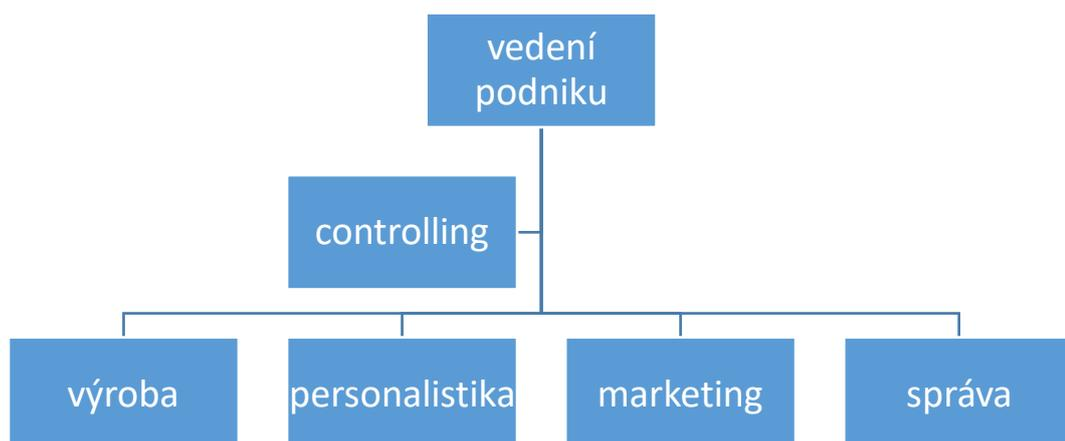 vedení
podniku
controlling
výroba
personalistika
marketing
správa